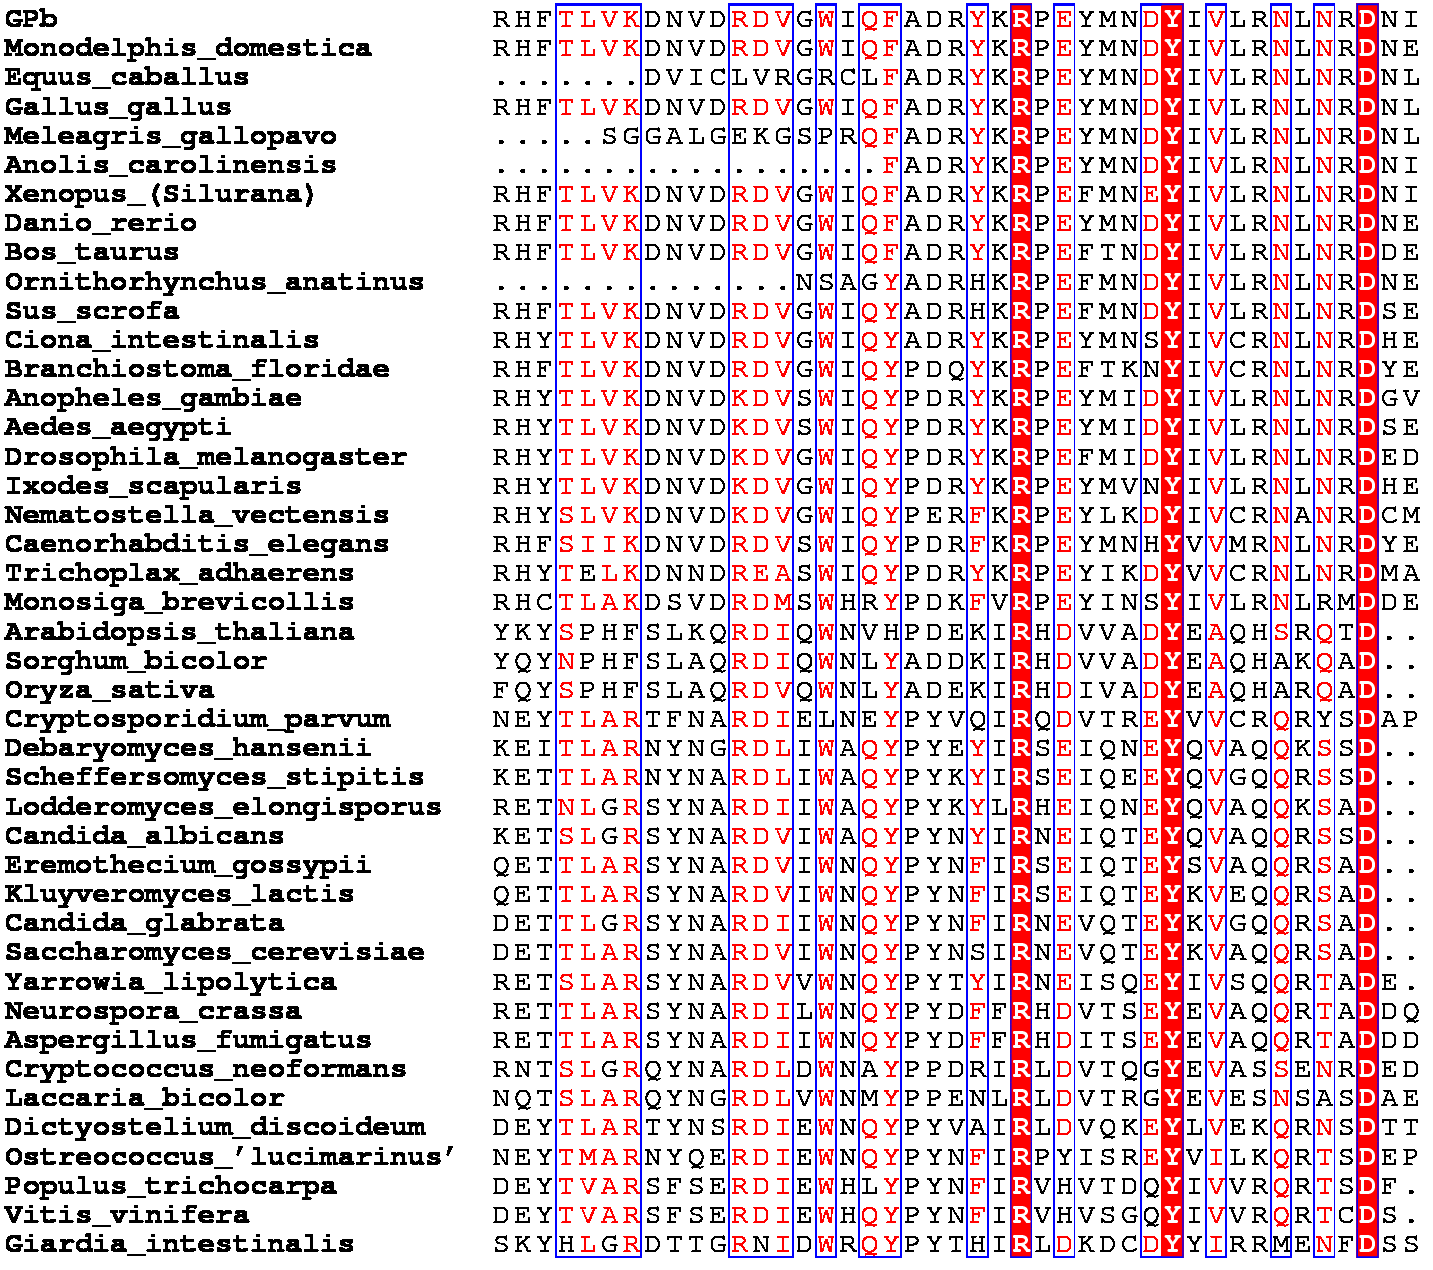 GPb RHFTLVKDNVDRDVGWIQFADRYKRPEYMNDYIVLRNLNRDNI
Monodelphis_domestica RHFTLVKDNVDRDVGWIQFADRYKRPEYMNDYIVLRNLNRDNE
Equus_caballus .......DVICLVRGRCLFADRYKRPEYMNDYIVLRNLNRDNL
Gallus_gallus RHFTLVKDNVDRDVGWIQFADRYKRPEYMNDYIVLRNLNRDNL
Meleagris_gallopavo .....SGGALGEKGSPRQFADRYKRPEYMNDYIVLRNLNRDNL
Anolis_carolinensis ..................FADRYKRPEYMNDYIVLRNLNRDNI
Xenopus_(Silurana) RHFTLVKDNVDRDVGWIQFADRYKRPEFMNEYIVLRNLNRDNI
Danio_rerio RHFTLVKDNVDRDVGWIQFADRYKRPEYMNDYIVLRNLNRDNE
Bos_taurus RHFTLVKDNVDRDVGWIQFADRYKRPEFTNDYIVLRNLNRDDE
Ornithorhynchus_anatinus ..............NSAGYADRHKRPEFMNDYIVLRNLNRDNE
Sus_scrofa RHFTLVKDNVDRDVGWIQYADRHKRPEFMNDYIVLRNLNRDSE
Ciona_intestinalis RHYTLVKDNVDRDVGWIQYADRYKRPEYMNSYIVCRNLNRDHE
Branchiostoma_floridae RHFTLVKDNVDRDVGWIQYPDQYKRPEFTKNYIVCRNLNRDYE
Anopheles_gambiae RHYTLVKDNVDKDVSWIQYPDRYKRPEYMIDYIVLRNLNRDGV
Aedes_aegypti RHYTLVKDNVDKDVSWIQYPDRYKRPEYMIDYIVLRNLNRDSE
Drosophila_melanogaster RHYTLVKDNVDKDVGWIQYPDRYKRPEFMIDYIVLRNLNRDED
Ixodes_scapularis RHYTLVKDNVDKDVGWIQYPDRYKRPEYMVNYIVLRNLNRDHE
Nematostella_vectensis RHYSLVKDNVDKDVGWIQYPERFKRPEYLKDYIVCRNANRDCM
Caenorhabditis_elegans RHFSIIKDNVDRDVSWIQYPDRFKRPEYMNHYVVMRNLNRDYE
Trichoplax_adhaerens RHYTELKDNNDREASWIQYPDRYKRPEYIKDYVVCRNLNRDMA
Monosiga_brevicollis RHCTLAKDSVDRDMSWHRYPDKFVRPEYINSYIVLRNLRMDDE
Arabidopsis_thaliana YKYSPHFSLKQRDIQWNVHPDEKIRHDVVADYEAQHSRQTD..
Sorghum_bicolor YQYNPHFSLAQRDIQWNLYADDKIRHDVVADYEAQHAKQAD..
Oryza_sativa FQYSPHFSLAQRDVQWNLYADEKIRHDIVADYEAQHARQAD..
Cryptosporidium_parvum NEYTLARTFNARDIELNEYPYVQIRQDVTREYVVCRQRYSDAP
Debaryomyces_hansenii KEITLARNYNGRDLIWAQYPYEYIRSEIQNEYQVAQQKSSD..
Scheffersomyces_stipitis KETTLARNYNARDLIWAQYPYKYIRSEIQEEYQVGQQRSSD..
Lodderomyces_elongisporus RETNLGRSYNARDIIWAQYPYKYLRHEIQNEYQVAQQKSAD..
Candida_albicans KETSLGRSYNARDVIWAQYPYNYIRNEIQTEYQVAQQRSSD..
Eremothecium_gossypii QETTLARSYNARDVIWNQYPYNFIRSEIQTEYSVAQQRSAD..
Kluyveromyces_lactis QETTLARSYNARDVIWNQYPYNFIRSEIQTEYKVEQQRSAD..
Candida_glabrata DETTLGRSYNARDIIWNQYPYNFIRNEVQTEYKVGQQRSAD..
Saccharomyces_cerevisiae DETTLARSYNARDVIWNQYPYNSIRNEVQTEYKVAQQRSAD..
Yarrowia_lipolytica RETSLARSYNARDVVWNQYPYTYIRNEISQEYIVSQQRTADE.
Neurospora_crassa RETTLARSYNARDILWNQYPYDFFRHDVTSEYEVAQQRTADDQ
Aspergillus_fumigatus RETTLARSYNARDIIWNQYPYDFFRHDITSEYEVAQQRTADDD
Cryptococcus_neoformans RNTSLGRQYNARDLDWNAYPPDRIRLDVTQGYEVASSENRDED
Laccaria_bicolor NQTSLARQYNGRDLVWNMYPPENLRLDVTRGYEVESNSASDAE
Dictyostelium_discoideum DEYTLARTYNSRDIEWNQYPYVAIRLDVQKEYLVEKQRNSDTT
Ostreococcus_'lucimarinus' NEYTMARNYQERDIEWNQYPYNFIRPYISREYVILKQRTSDEP
Populus_trichocarpa DEYTVARSFSERDIEWHLYPYNFIRVHVTDQYIVVRQRTSDF.
Vitis_vinifera DEYTVARSFSERDIEWHQYPYNFIRVHVSGQYIVVRQRTCDS.
Giardia_intestinalis SKYHLGRDTTGRNIDWRQYPYTHIRLDKDCDYYIRRMENFDSS